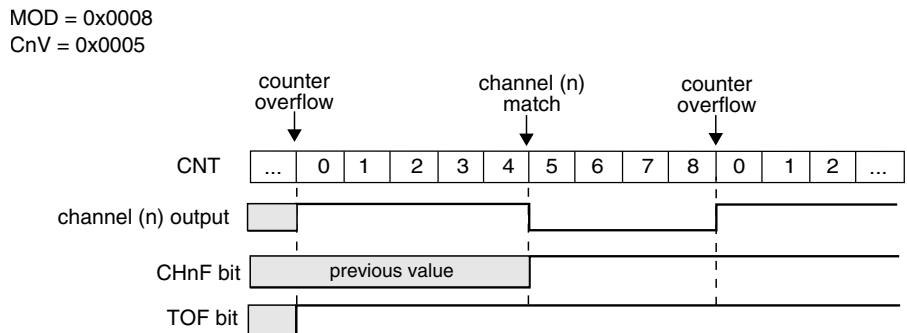 MOD = 0x0008
CnV = 0x0005
counter
overflow
channel (n)
match
counter
overflow
CNT ... 0 1 2 3 4 5 6 7 8 0 1 2 ...
channel (n) output
CHnF bit previous value
TOF bit